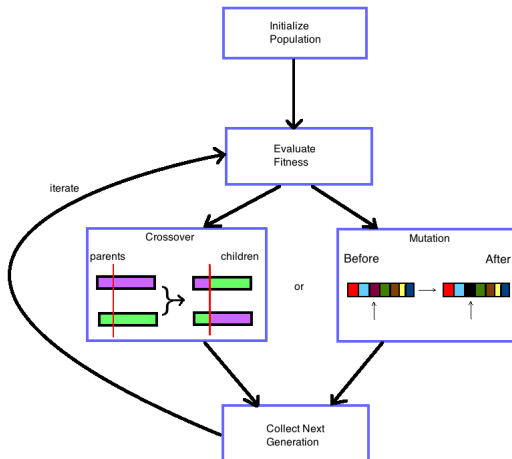 Initialize
Population
Evaluate
Fitness
iterate
Crossover
parents
children
or
Mutation
Before
After
Collect Next
Generation